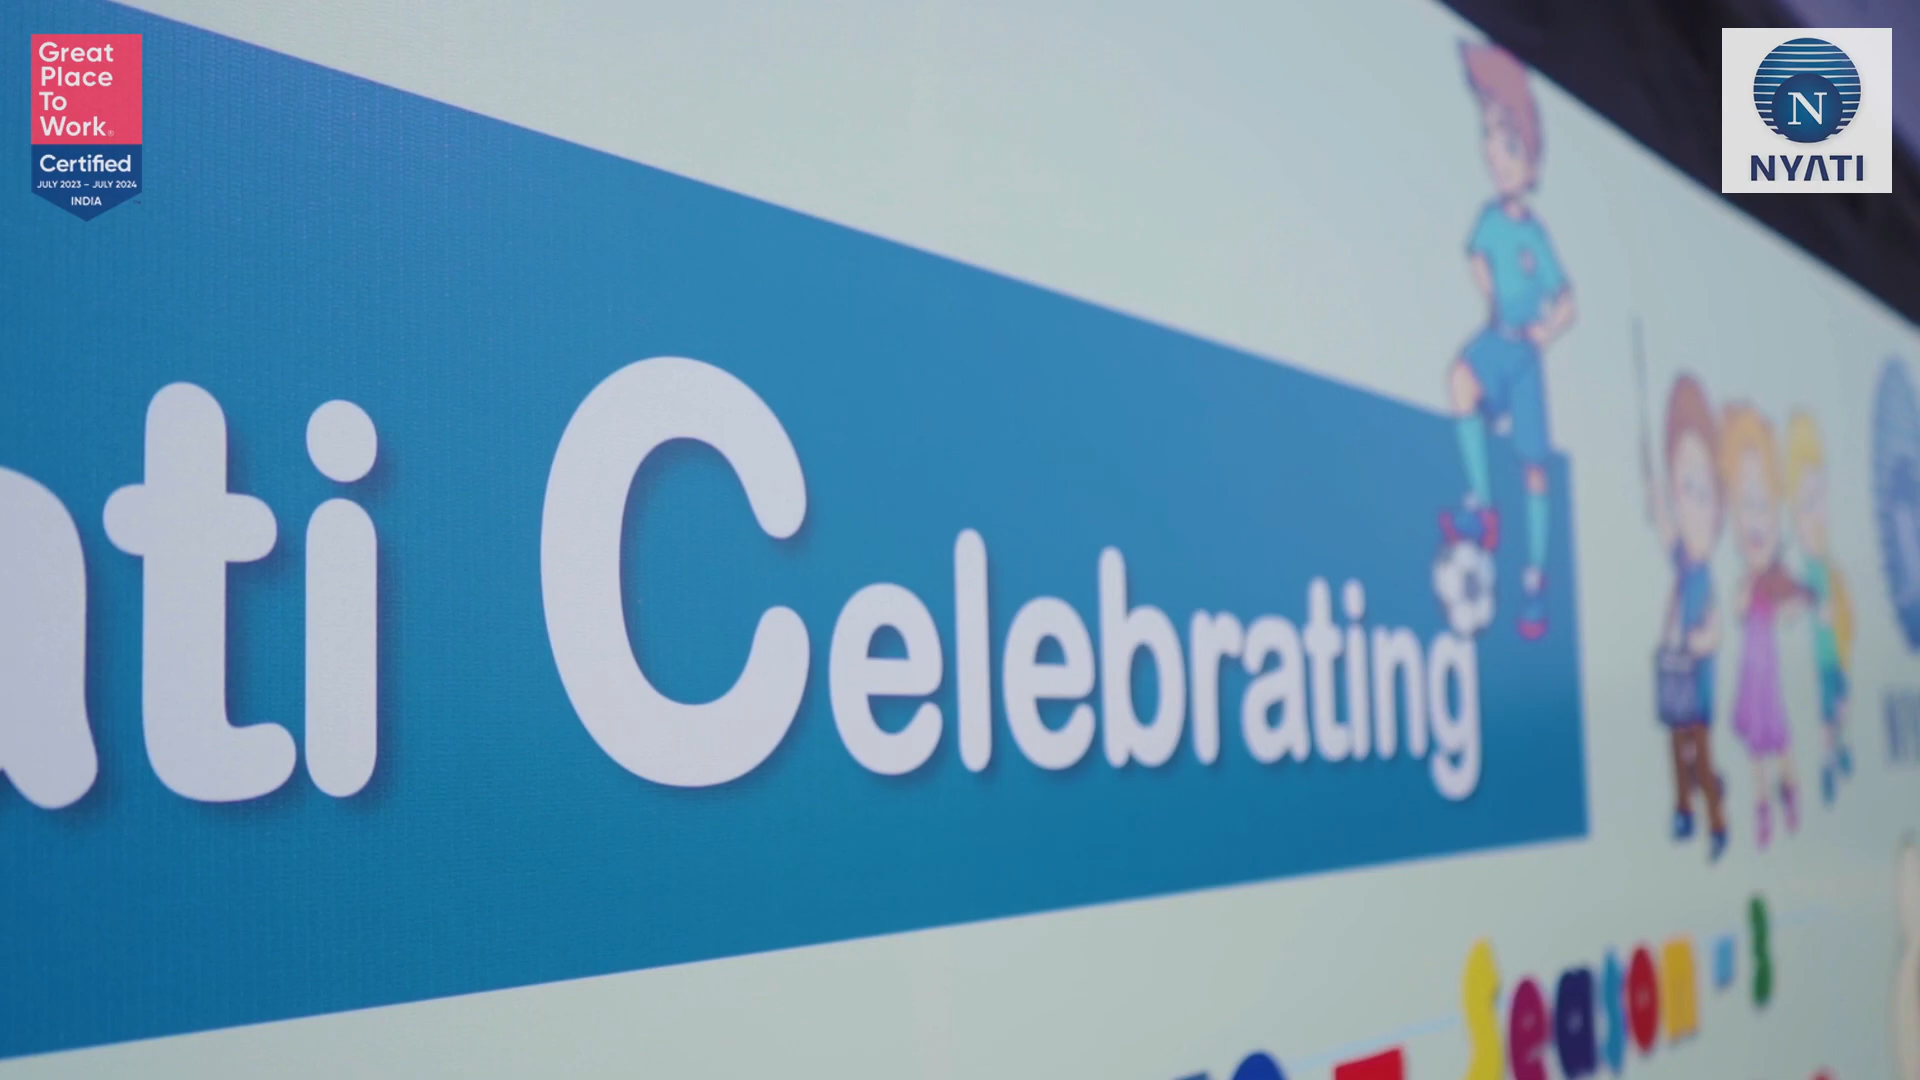 Great
Place
To
Work.
Certified
JULY 2023 – JULY 2024
INDIA
N
NYATI
ati Celebrating
Season - 3